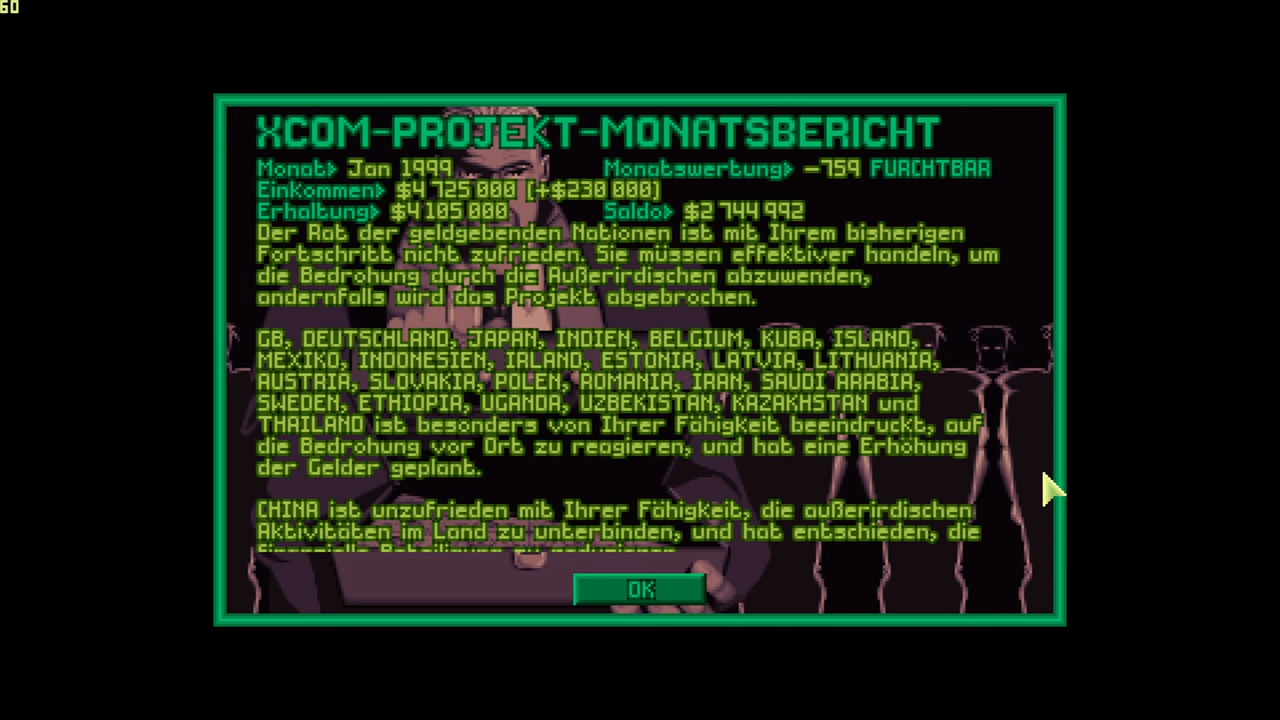 60
XCOM-PROJEKT-MONATSBERICHT
Monat> Jan 1999 Monatswertung> -759 FURCHTBAR
Einkommen> $4 725 000 (+$230 000)
Erhaltung> $4 105 000 Saldo> $2 744 992
Der Rat der geldgebenden Nationen ist mit Ihrem bisherigen
Fortschritt nicht zufrieden. Sie müssen effektiver handeln, um
die Bedrohung durch die Außerirdischen abzuwenden,
andernfalls wird das Projekt abgebrochen.
GB, DEUTSCHLAND, JAPAN, INDIEN, BELGIUM, KUBA, ISLAND,
MEXIKO, INDONESIEN, IRLAND, ESTONIA, LATVIA, LITHUANIA,
AUSTRIA, SLOVAKIA, POLEN, ROMANIA, IRAN, SAUDI ARABIA,
SWEDEN, ETHIOPIA, UGANDA, UZBEKISTAN, KAZAKHSTAN und
THAILAND ist besonders von Ihrer Fähigkeit beeindruckt, auf
die Bedrohung vor Ort zu reagieren, und hat eine Erhöhung
der Gelder geplant.
CHINA ist unzufrieden mit Ihrer Fähigkeit, die außerirdischen
Aktivitäten im Land zu unterbinden, und hat entschieden, die
finanzielle Beteiligung zu reduzieren.
OK